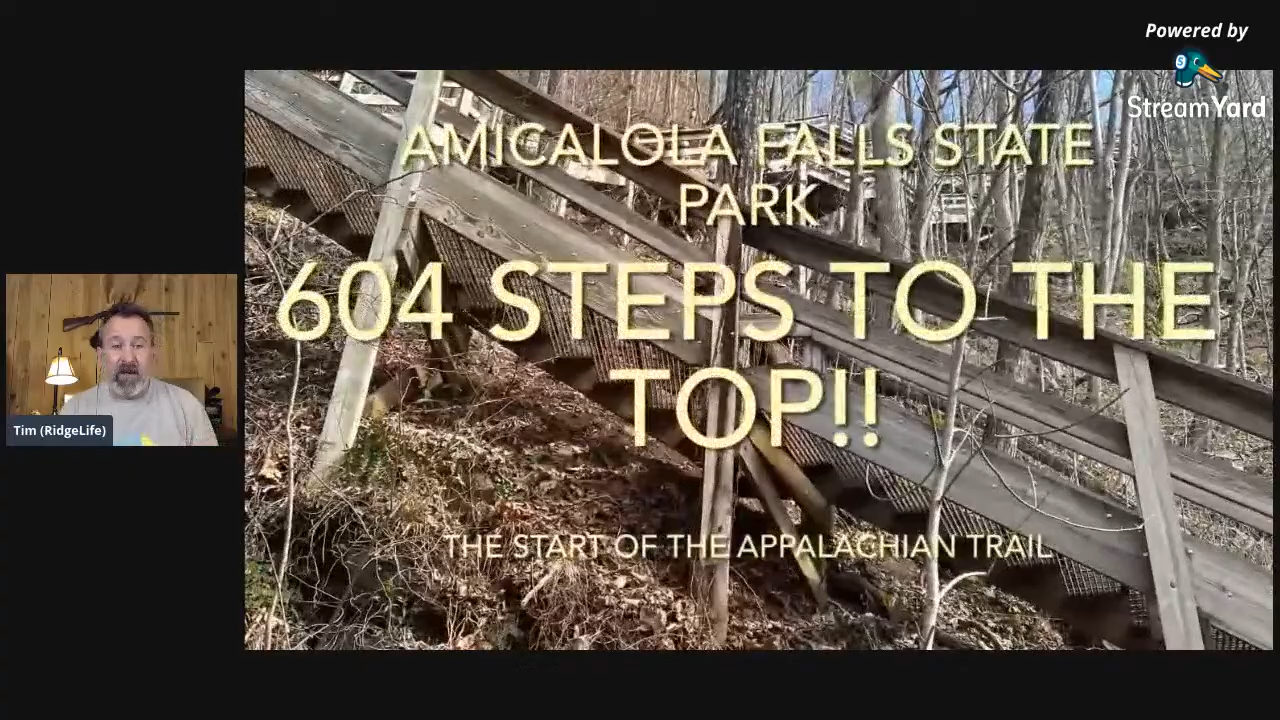 Powered by
StreamYard
AMICALOLA FALLS STATE
PARK
604 STEPS TO THE
TOP!!
THE START OF THE APPALACHIAN TRAIL
Tim (RidgeLife)